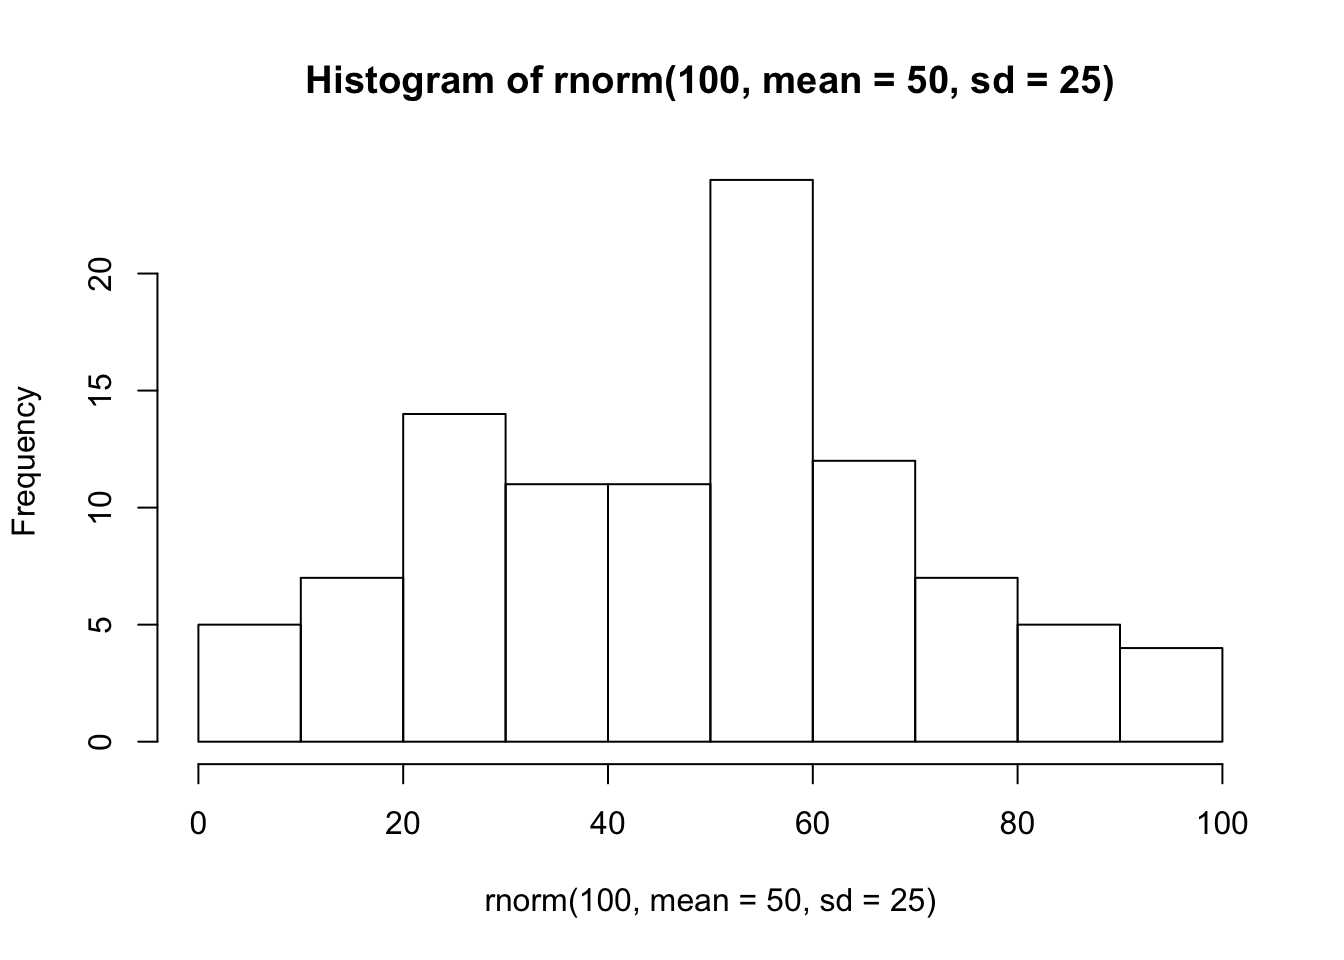 Histogram of rnorm(100, mean = 50, sd = 25)
Frequency
20
15
10
5
0
0 20 40 60 80 100
rnorm(100, mean = 50, sd = 25)